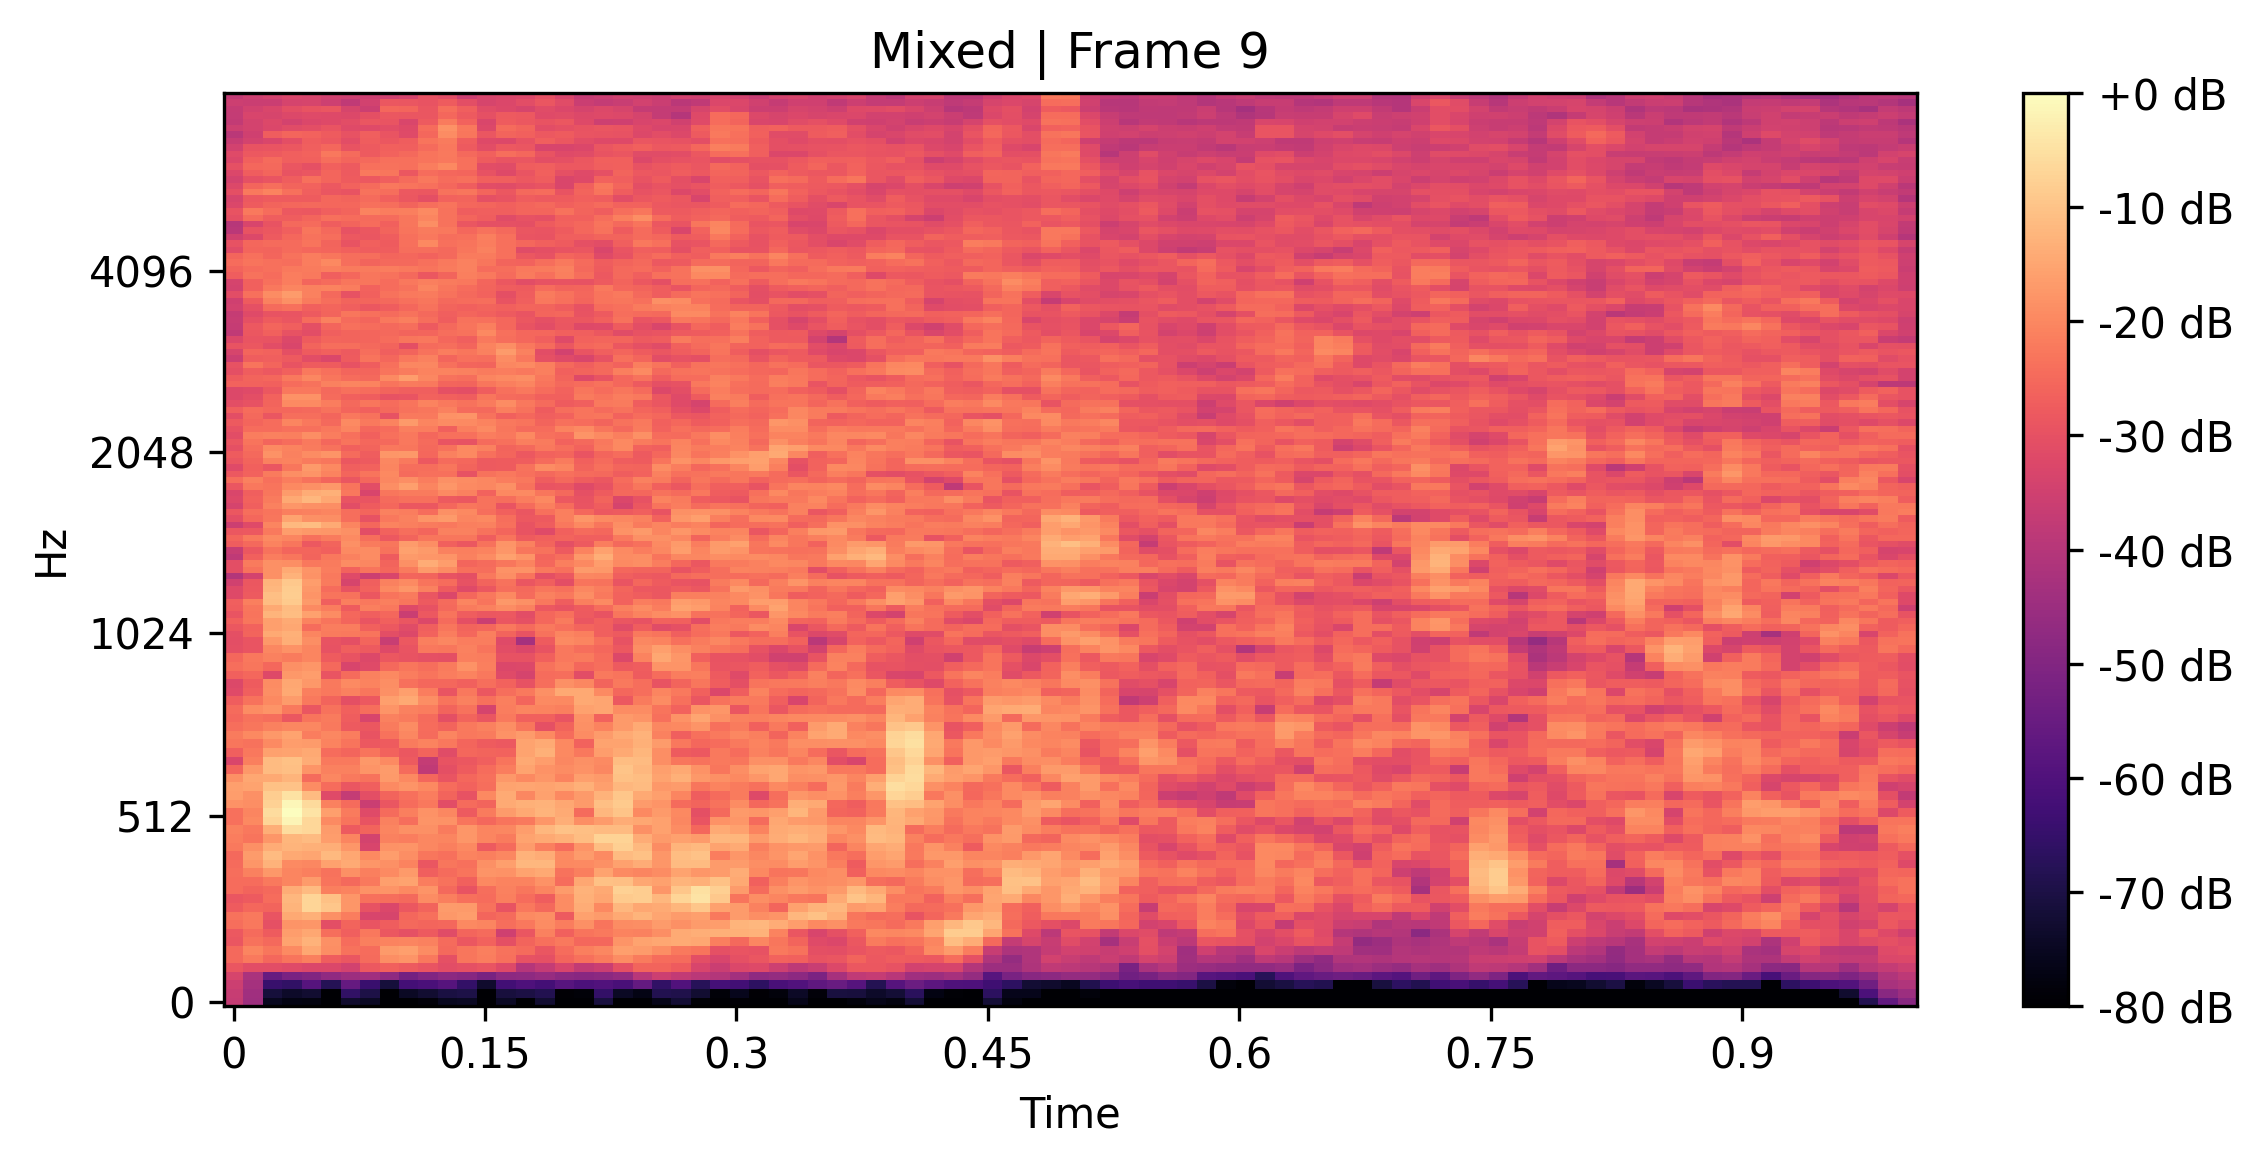 Mixed | Frame 9
+0 dB
-10 dB
-20 dB
-30 dB
-40 dB
-50 dB
-60 dB
-70 dB
-80 dB
4096
2048
1024
512
0
Hz
0 0.15 0.3 0.45 0.6 0.75 0.9
Time